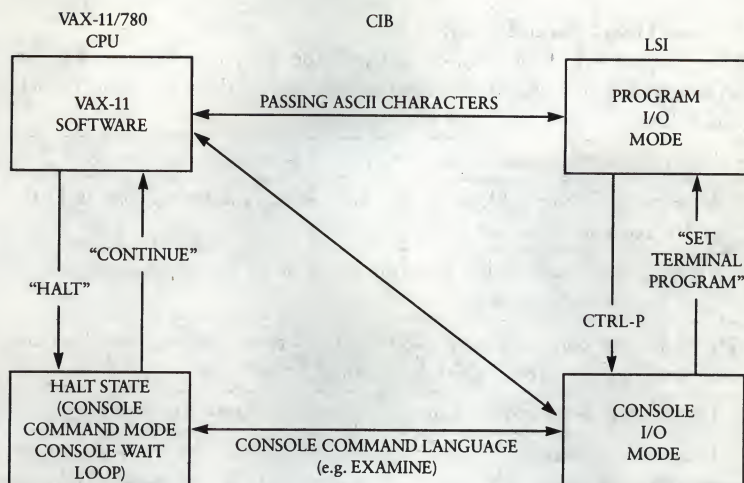 VAX-11/780
CPU
CIB
LSI
VAX-11
SOFTWARE
PASSING ASCII CHARACTERS
PROGRAM
I/O
MODE
"HALT"
"CONTINUE"
CTRL-P
"SET
TERMINAL
PROGRAM"
HALT STATE
(CONSOLE
COMMAND MODE
CONSOLE WAIT
LOOP)
CONSOLE COMMAND LANGUAGE
(e.g. EXAMINE)
CONSOLE
I/O
MODE